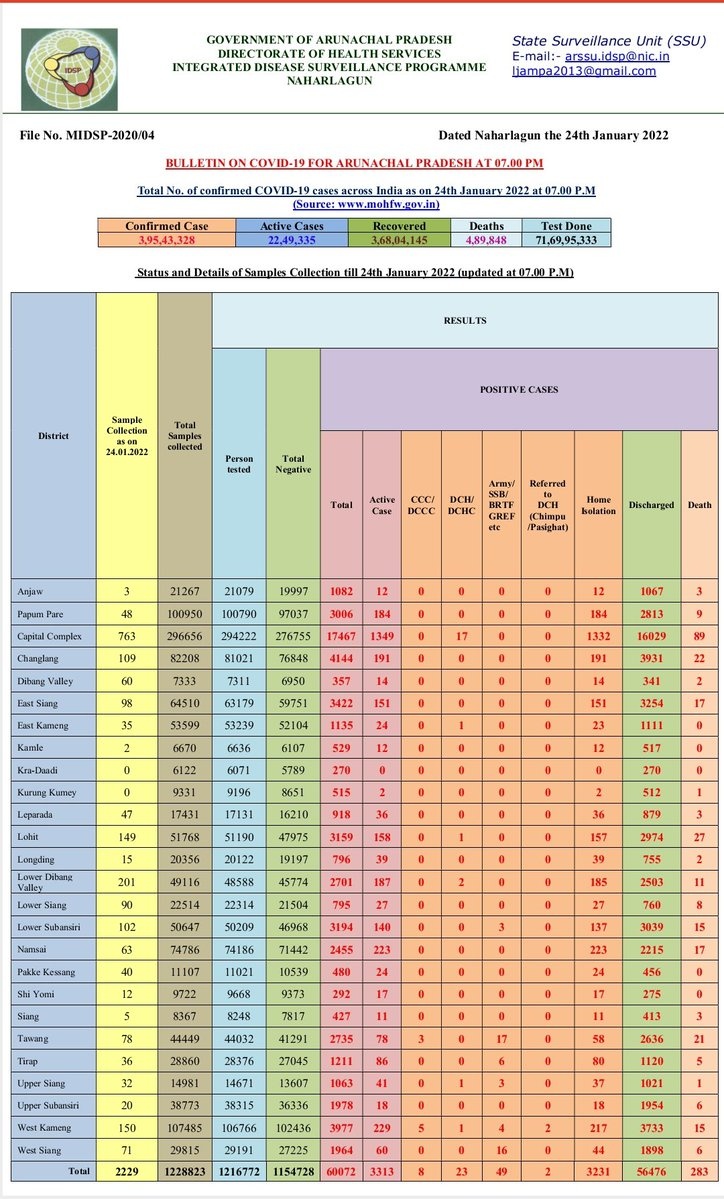 GOVERNMENT OF ARUNACHAL PRADESH
DIRECTORATE OF HEALTH SERVICES
INTEGRATED DISEASE SURVEILLANCE PROGRAMME
NAHARLAGUN
State Surveillance Unit (SSU)
E-mail:- arssu.idsp@nic.in
ljampa2013@gmail.com
IDSP
File No. MIDSP-2020/04 Dated Naharlagun the 24th January 2022
BULLETIN ON COVID-19 FOR ARUNACHAL PRADESH AT 07.00 PM
Total No. of confirmed COVID-19 cases across India as on 24th January 2022 at 07.00 P.M
(Source: www.mohfw.gov.in)
Confirmed Case Active Cases Recovered Deaths Test Done
3,95,43,328 22,49,335 3,68,04,145 4,89,848 71,69,95,333
Status and Details of Samples Collection till 24th January 2022 (updated at 07.00 P.M)
District
Sample
Collection
as on
24.01.2022
Total
Samples
collected
RESULTS
Person
tested
Total
Negative
POSITIVE CASES
Total
Active
Case
CCC/
DCCC
DCH/
DCHC
Army/
SSB/
BRTF
GREF
etc
Referred
to
DCH
(Chimpu
/Pasighat)
Home
Isolation
Discharged
Death
Anjaw 3 21267 21079 19997 1082 12 0 0 0 0 12 1067 3
Papum Pare 48 100950 100790 97037 3006 184 0 0 0 0 184 2813 9
Capital Complex 763 296656 294222 276755 17467 1349 0 17 0 0 1332 16029 89
Changlang 109 82208 81021 76848 4144 191 0 0 0 0 191 3931 22
Dibang Valley 60 7333 7311 6950 357 14 0 0 0 0 14 341 2
East Siang 98 64510 63179 59751 3422 151 0 0 0 0 151 3254 17
East Kameng 35 53599 53239 52104 1135 24 0 1 0 0 23 1111 0
Kamle 2 6670 6636 6107 529 12 0 0 0 0 12 517 0
Kra-Daadi 0 6122 6071 5789 270 0 0 0 0 0 0 270 0
Kurung Kumey 0 9331 9196 8651 515 2 0 0 0 0 2 512 1
Leparada 47 17431 17131 16210 918 36 0 0 0 0 36 879 3
Lohit 149 51768 51190 47975 3159 158 0 1 0 0 157 2974 27
Longding 15 20356 20122 19197 796 39 0 0 0 0 39 755 2
Lower Dibang
Valley 201 49116 48588 45774 2701 187 0 2 0 0 185 2503 11
Lower Siang 90 22514 22314 21504 795 27 0 0 0 0 27 760 8
Lower Subansiri 102 50647 50209 46968 3194 140 0 0 3 0 137 3039 15
Namsai 63 74786 74186 71442 2455 223 0 0 0 0 223 2215 17
Pakke Kessang 40 11107 11021 10539 480 24 0 0 0 0 24 456 0
Shi Yomi 12 9722 9668 9373 292 17 0 0 0 0 17 275 0
Siang 5 8367 8248 7817 427 11 0 0 0 0 11 413 3
Tawang 78 44449 44032 41291 2735 78 3 0 17 0 58 2636 21
Tirap 36 28860 28376 27045 1211 86 0 0 6 0 80 1120 5
Upper Siang 32 14981 14671 13607 1063 41 0 1 3 0 37 1021 1
Upper Subansiri 20 38773 38315 36336 1978 18 0 0 0 0 18 1954 6
West Kameng 150 107485 106766 102436 3977 229 5 1 4 2 217 3733 15
West Siang 71 29815 29191 27225 1964 60 0 0 16 0 44 1898 6
Total 2229 1228823 1216772 1154728 60072 3313 8 23 49 2 3231 56476 283